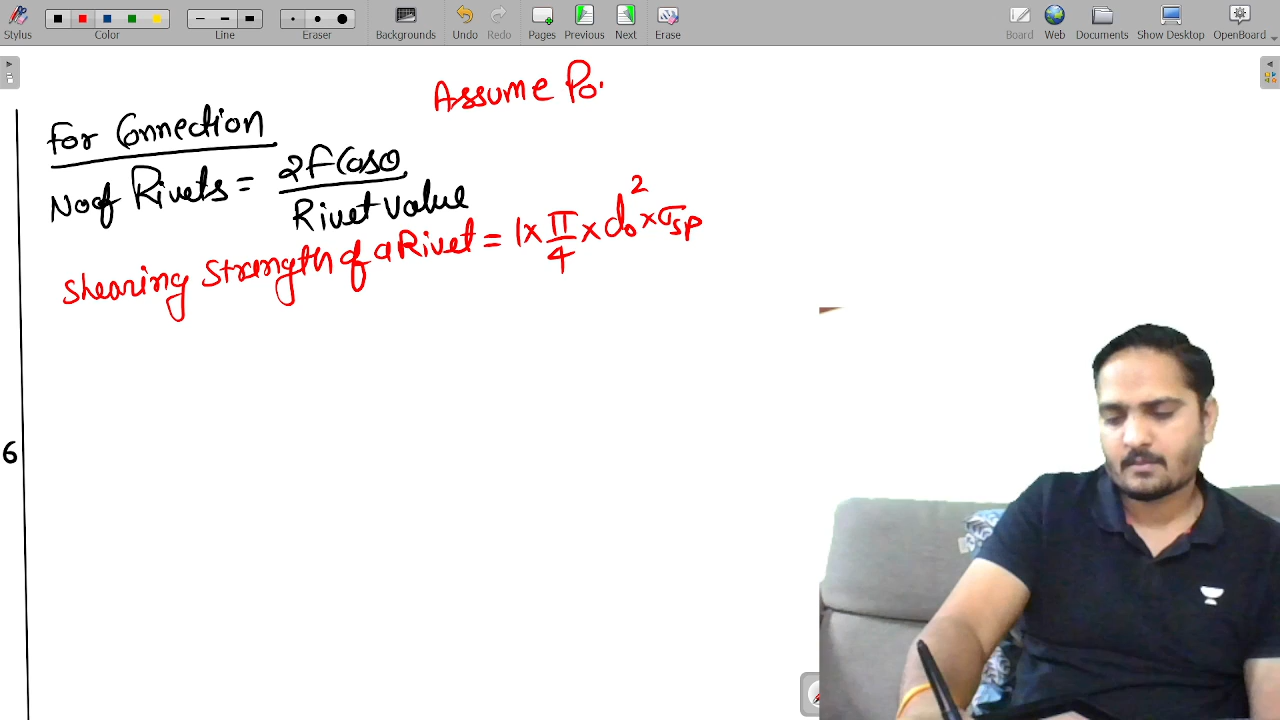 Stylus
Color
Line
Eraser
Backgrounds
Undo
Redo
Pages
Previous
Next
Erase
Board
Web
Documents
Show Desktop
OpenBoard
Assume Po.
For Connection
No of Rivets = 2F Cosθ / Rivet Value
Shearing Strength of a Rivet = 1 × π/4 × d₀² × σsp
6